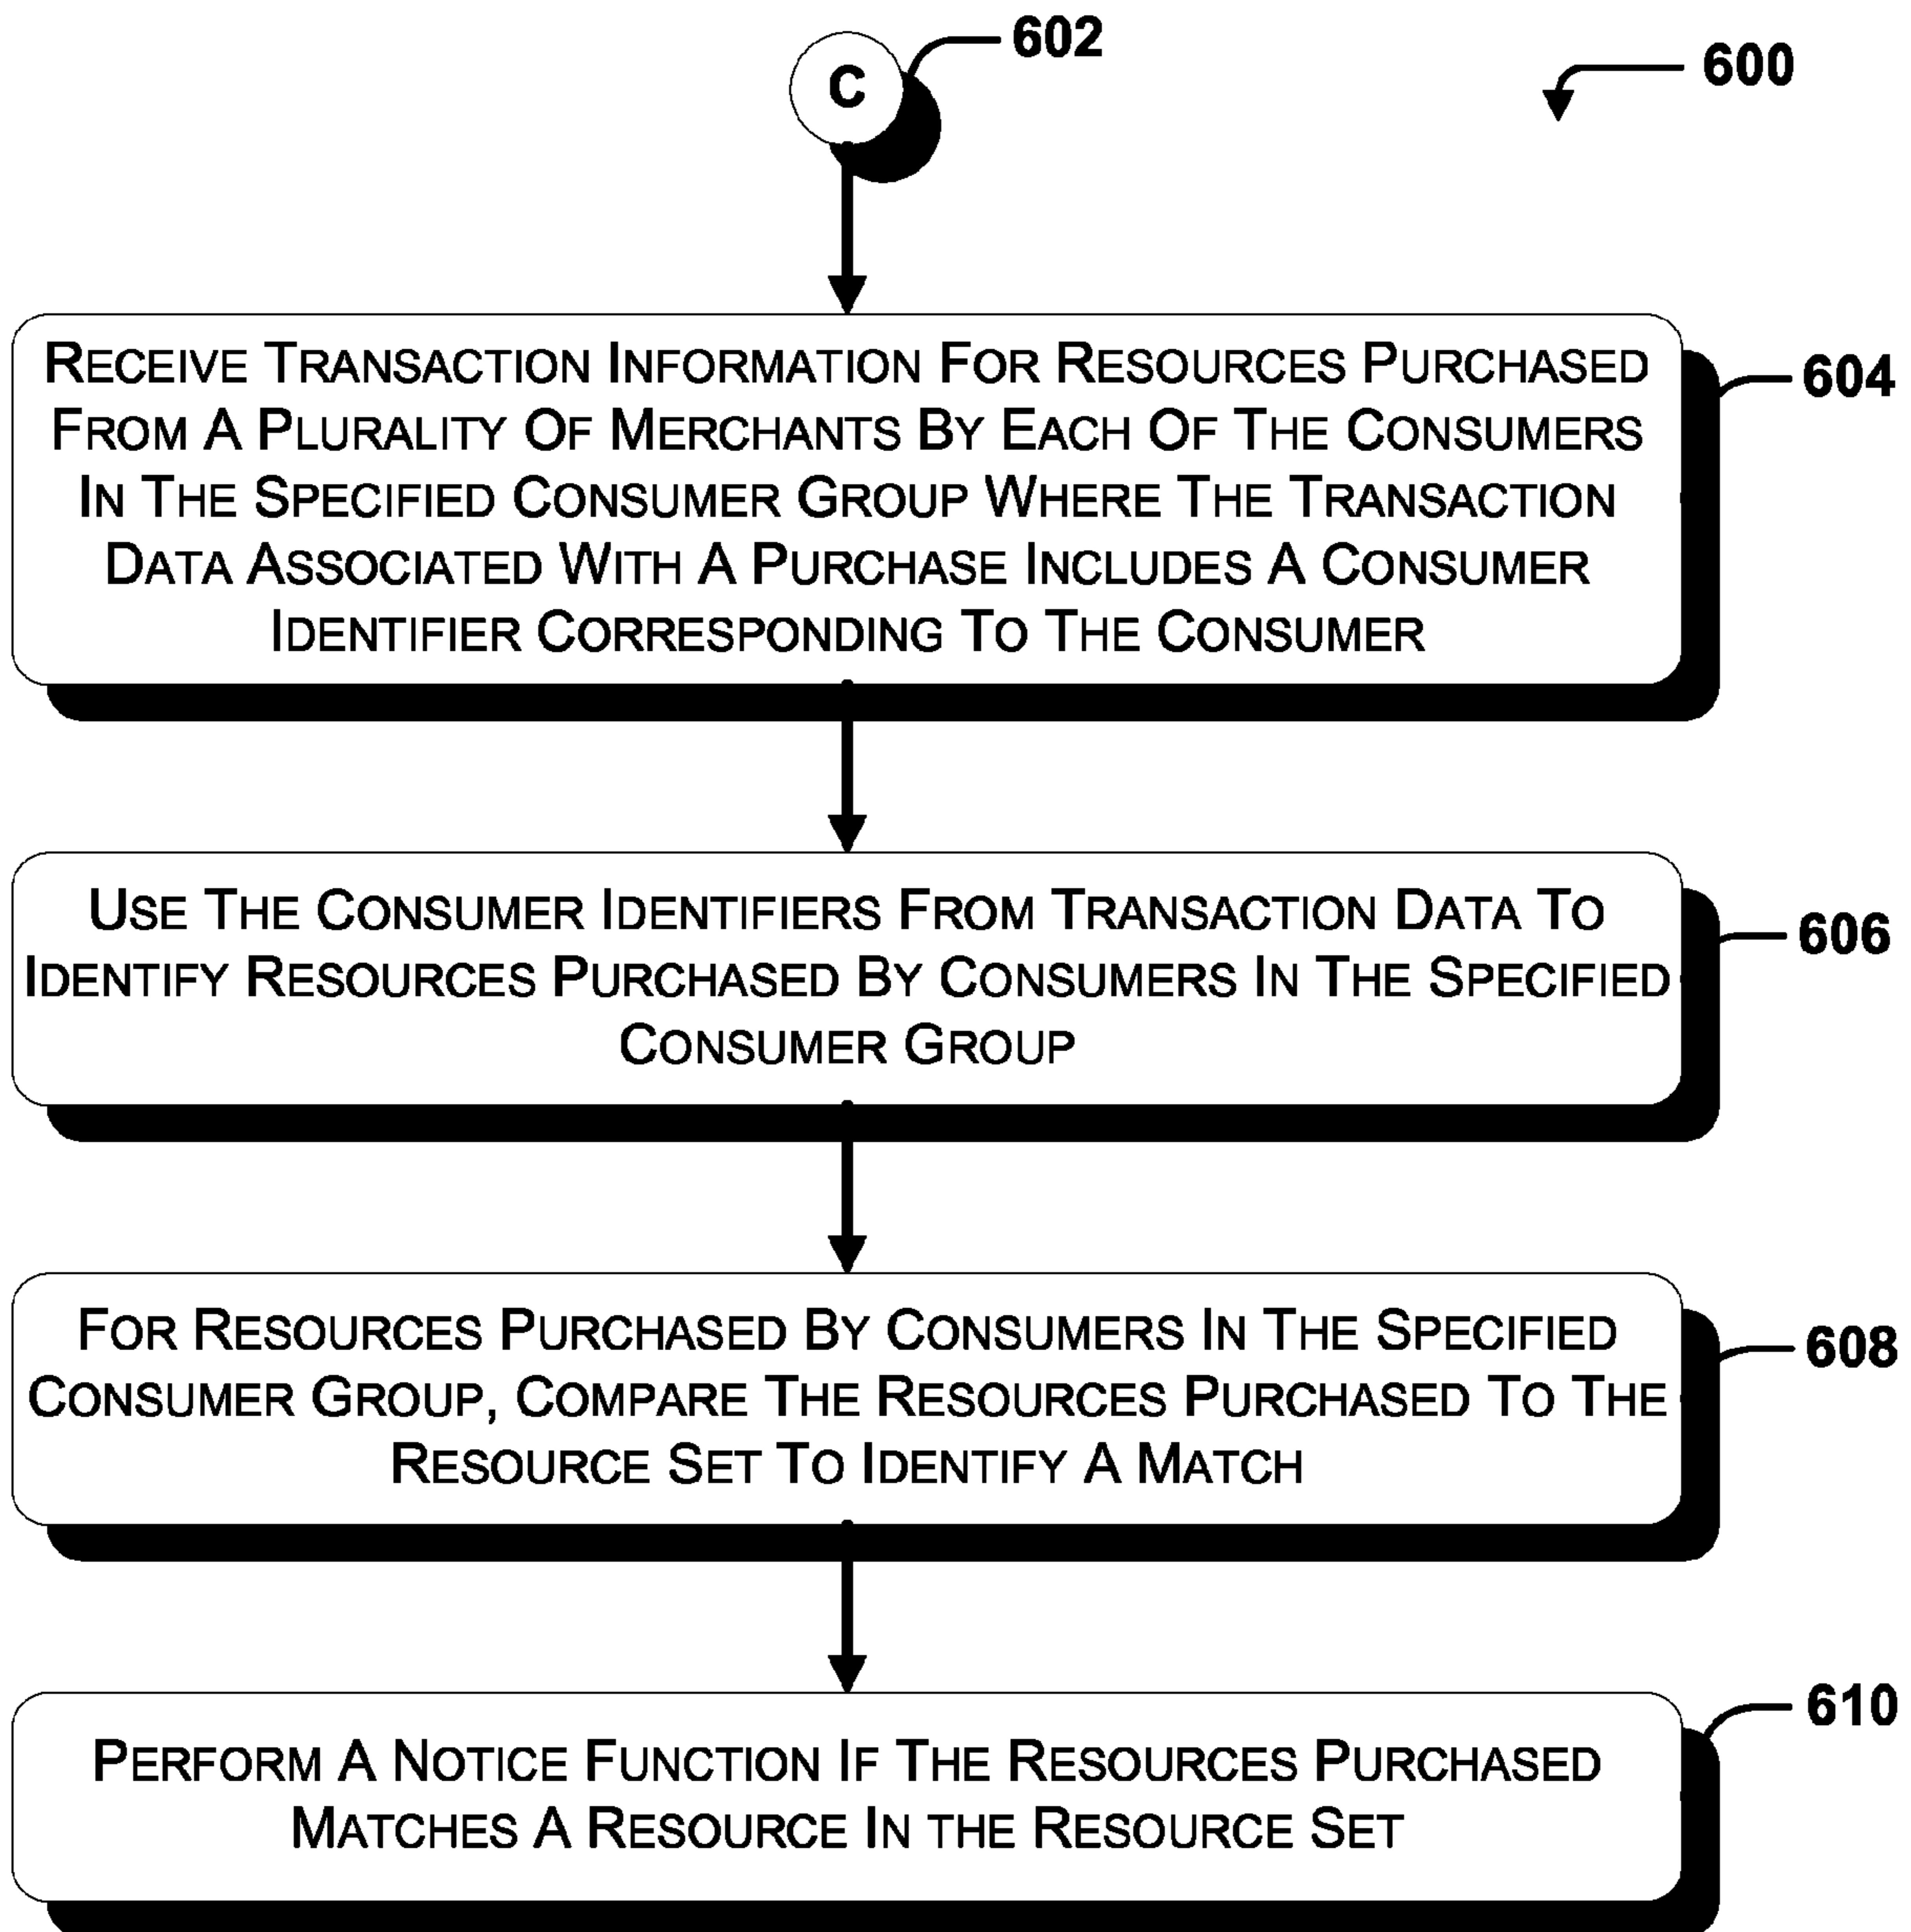 C
602
600
RECEIVE TRANSACTION INFORMATION FOR RESOURCES PURCHASED
FROM A PLURALITY OF MERCHANTS BY EACH OF THE CONSUMERS
IN THE SPECIFIED CONSUMER GROUP WHERE THE TRANSACTION
DATA ASSOCIATED WITH A PURCHASE INCLUDES A CONSUMER
IDENTIFIER CORRESPONDING TO THE CONSUMER
604
USE THE CONSUMER IDENTIFIERS FROM TRANSACTION DATA TO
IDENTIFY RESOURCES PURCHASED BY CONSUMERS IN THE SPECIFIED
CONSUMER GROUP
606
FOR RESOURCES PURCHASED BY CONSUMERS IN THE SPECIFIED
CONSUMER GROUP, COMPARE THE RESOURCES PURCHASED TO THE
RESOURCE SET TO IDENTIFY A MATCH
608
PERFORM A NOTICE FUNCTION IF THE RESOURCES PURCHASED
MATCHES A RESOURCE IN THE RESOURCE SET
610